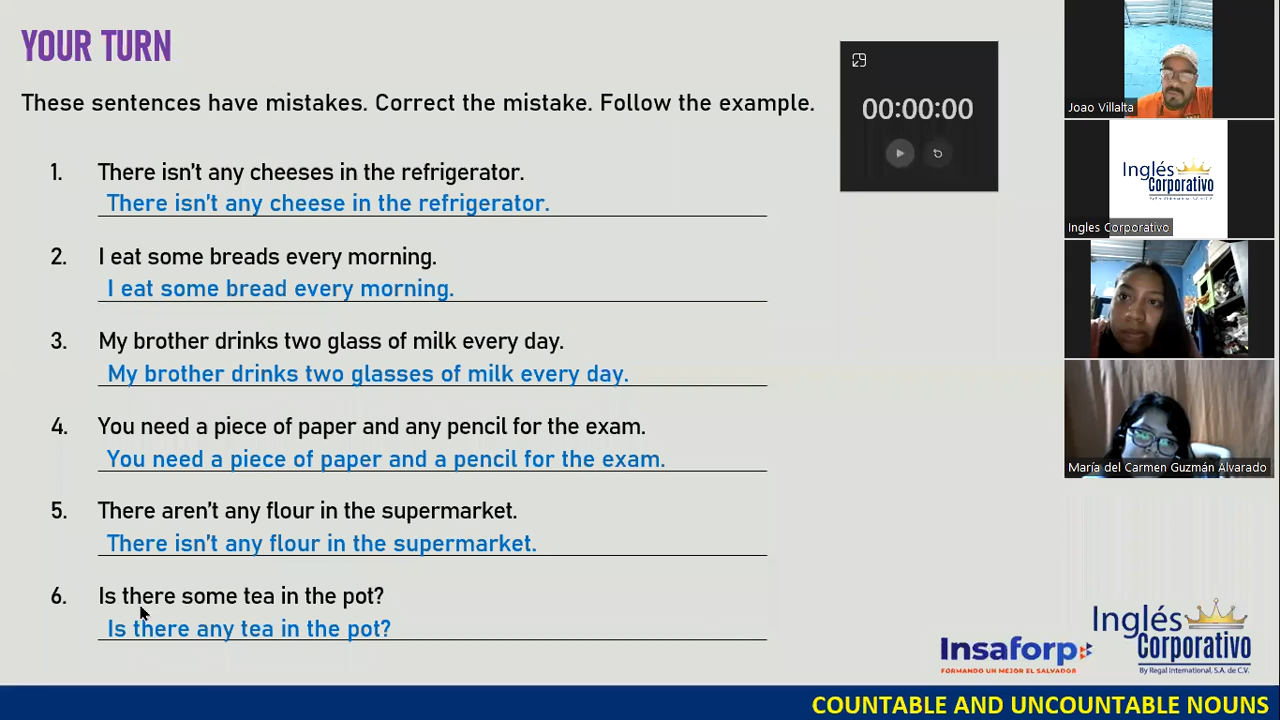 YOUR TURN
These sentences have mistakes. Correct the mistake. Follow the example.
1. There isn't any cheeses in the refrigerator.
There isn't any cheese in the refrigerator.
2. I eat some breads every morning.
I eat some bread every morning.
3. My brother drinks two glass of milk every day.
My brother drinks two glasses of milk every day.
4. You need a piece of paper and any pencil for the exam.
You need a piece of paper and a pencil for the exam.
5. There aren't any flour in the supermarket.
There isn't any flour in the supermarket.
6. Is there some tea in the pot?
Is there any tea in the pot?
00:00:00
Joao Villalta
Inglés
Corporativo
Ingles Corporativo
María del Carmen Guzmán Alvarado
Insaforp
FORMANDO UN MEJOR EL SALVADOR
Inglés
Corporativo
By Regal International, S.A. de C.V.
COUNTABLE AND UNCOUNTABLE NOUNS